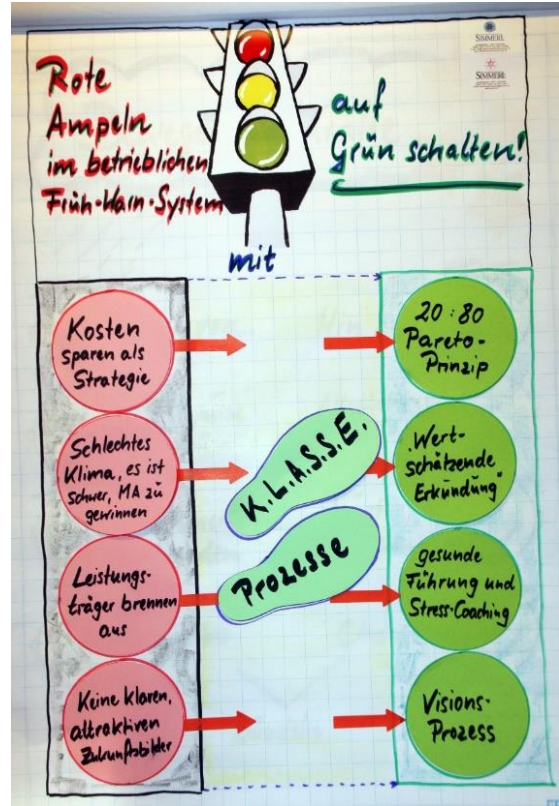 Rote
Ampeln
im betrieblichen
Früh-Warn-System
auf
Grün schalten!
SIMMERL
SIMMERL
mit
Kosten
sparen als
Strategie
20:80
Pareto-
Prinzip
Schlechtes
Klima, es ist
schwer, MA zu
gewinnen
K.L.A.S.S.E.
"Wert-
schätzende
Erkundung"
Leistungs-
träger brennen
aus
Prozesse
gesunde
Führung und
Stress-Coaching
Keine klaren,
attraktiven
Zukunftsbilder
Visions-
Prozess